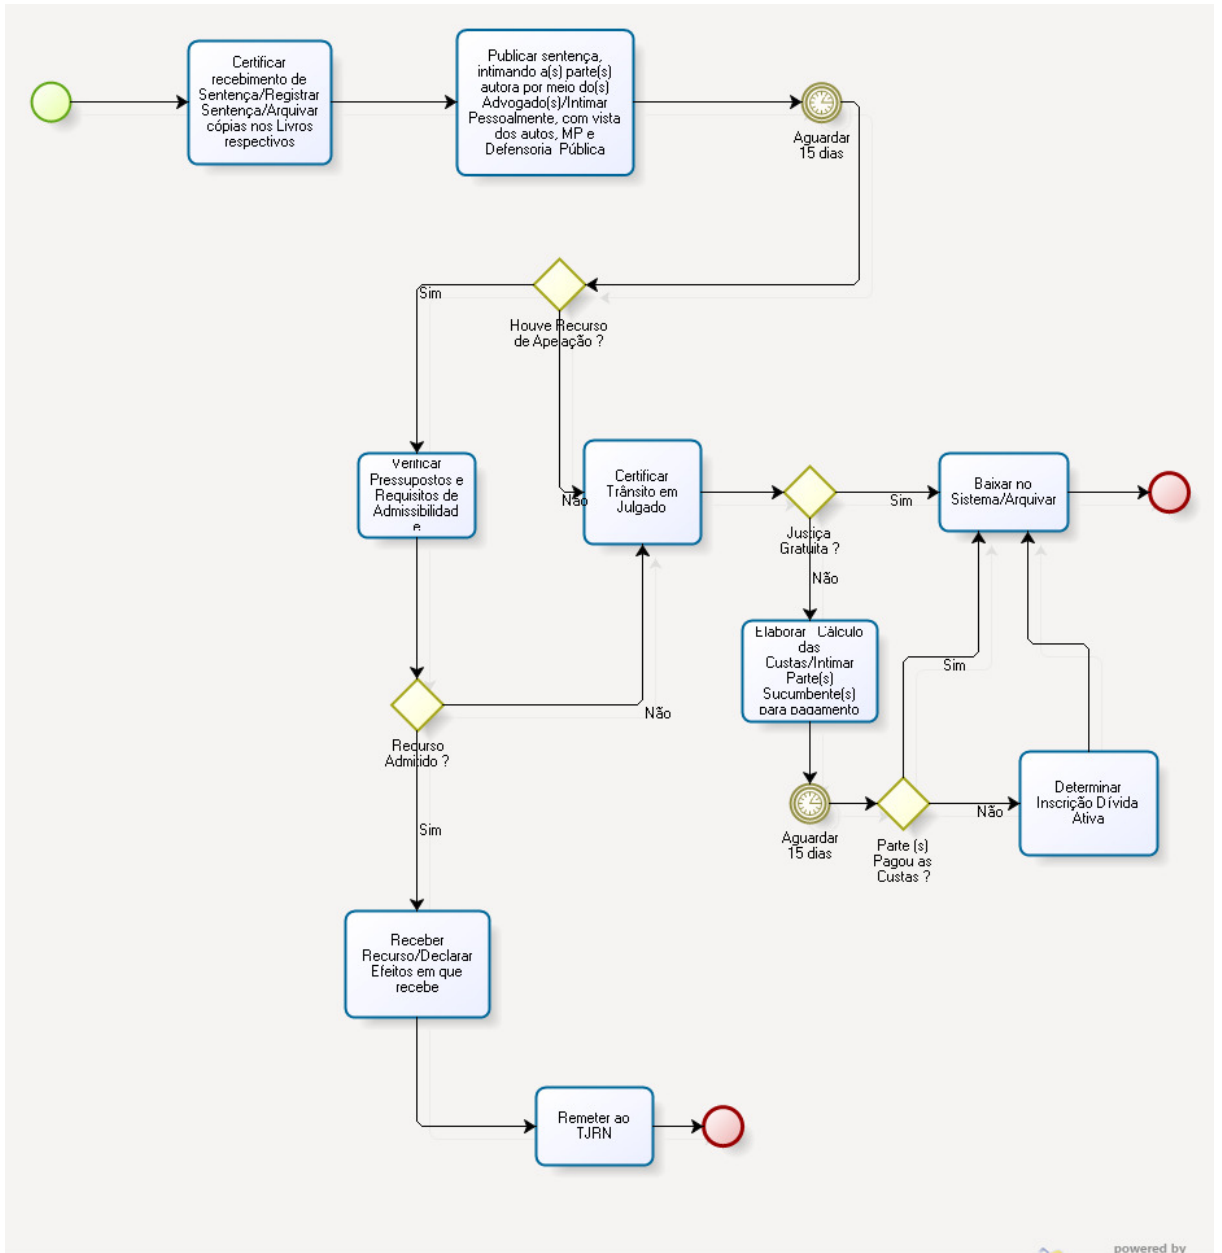 Certificar
recebimento de
Sentença/Registrar
Sentença/Arquivar
cópias nos Livros
respectivos
Publicar sentença,
intimando a(s) parte(s)
autora por meio do(s)
Advogado(s)/Intimar
Pessoalmente, com vista
dos autos, MP e
Defensoria Pública
Aguardar
15 dias
Sim
Houve Recurso
de Apelação ?
Verificar
Pressupostos e
Requisitos de
Admissibilidad
e
Não
Certificar
Trânsito em
Julgado
Justiça
Gratuita ?
Sim
Baixar no
Sistema/Arquivar
Não
Elaborar Cálculo
das
Custas/Intimar
Parte(s)
Sucumbente(s)
para pagamento
Sim
Recurso
Admitido ?
Não
Aguardar
15 dias
Parte (s)
Pagou as
Custas ?
Não
Determinar
Inscrição Dívida
Ativa
Sim
Receber
Recurso/Declarar
Efeitos em que
recebe
Remeter ao
TJRN
powered by